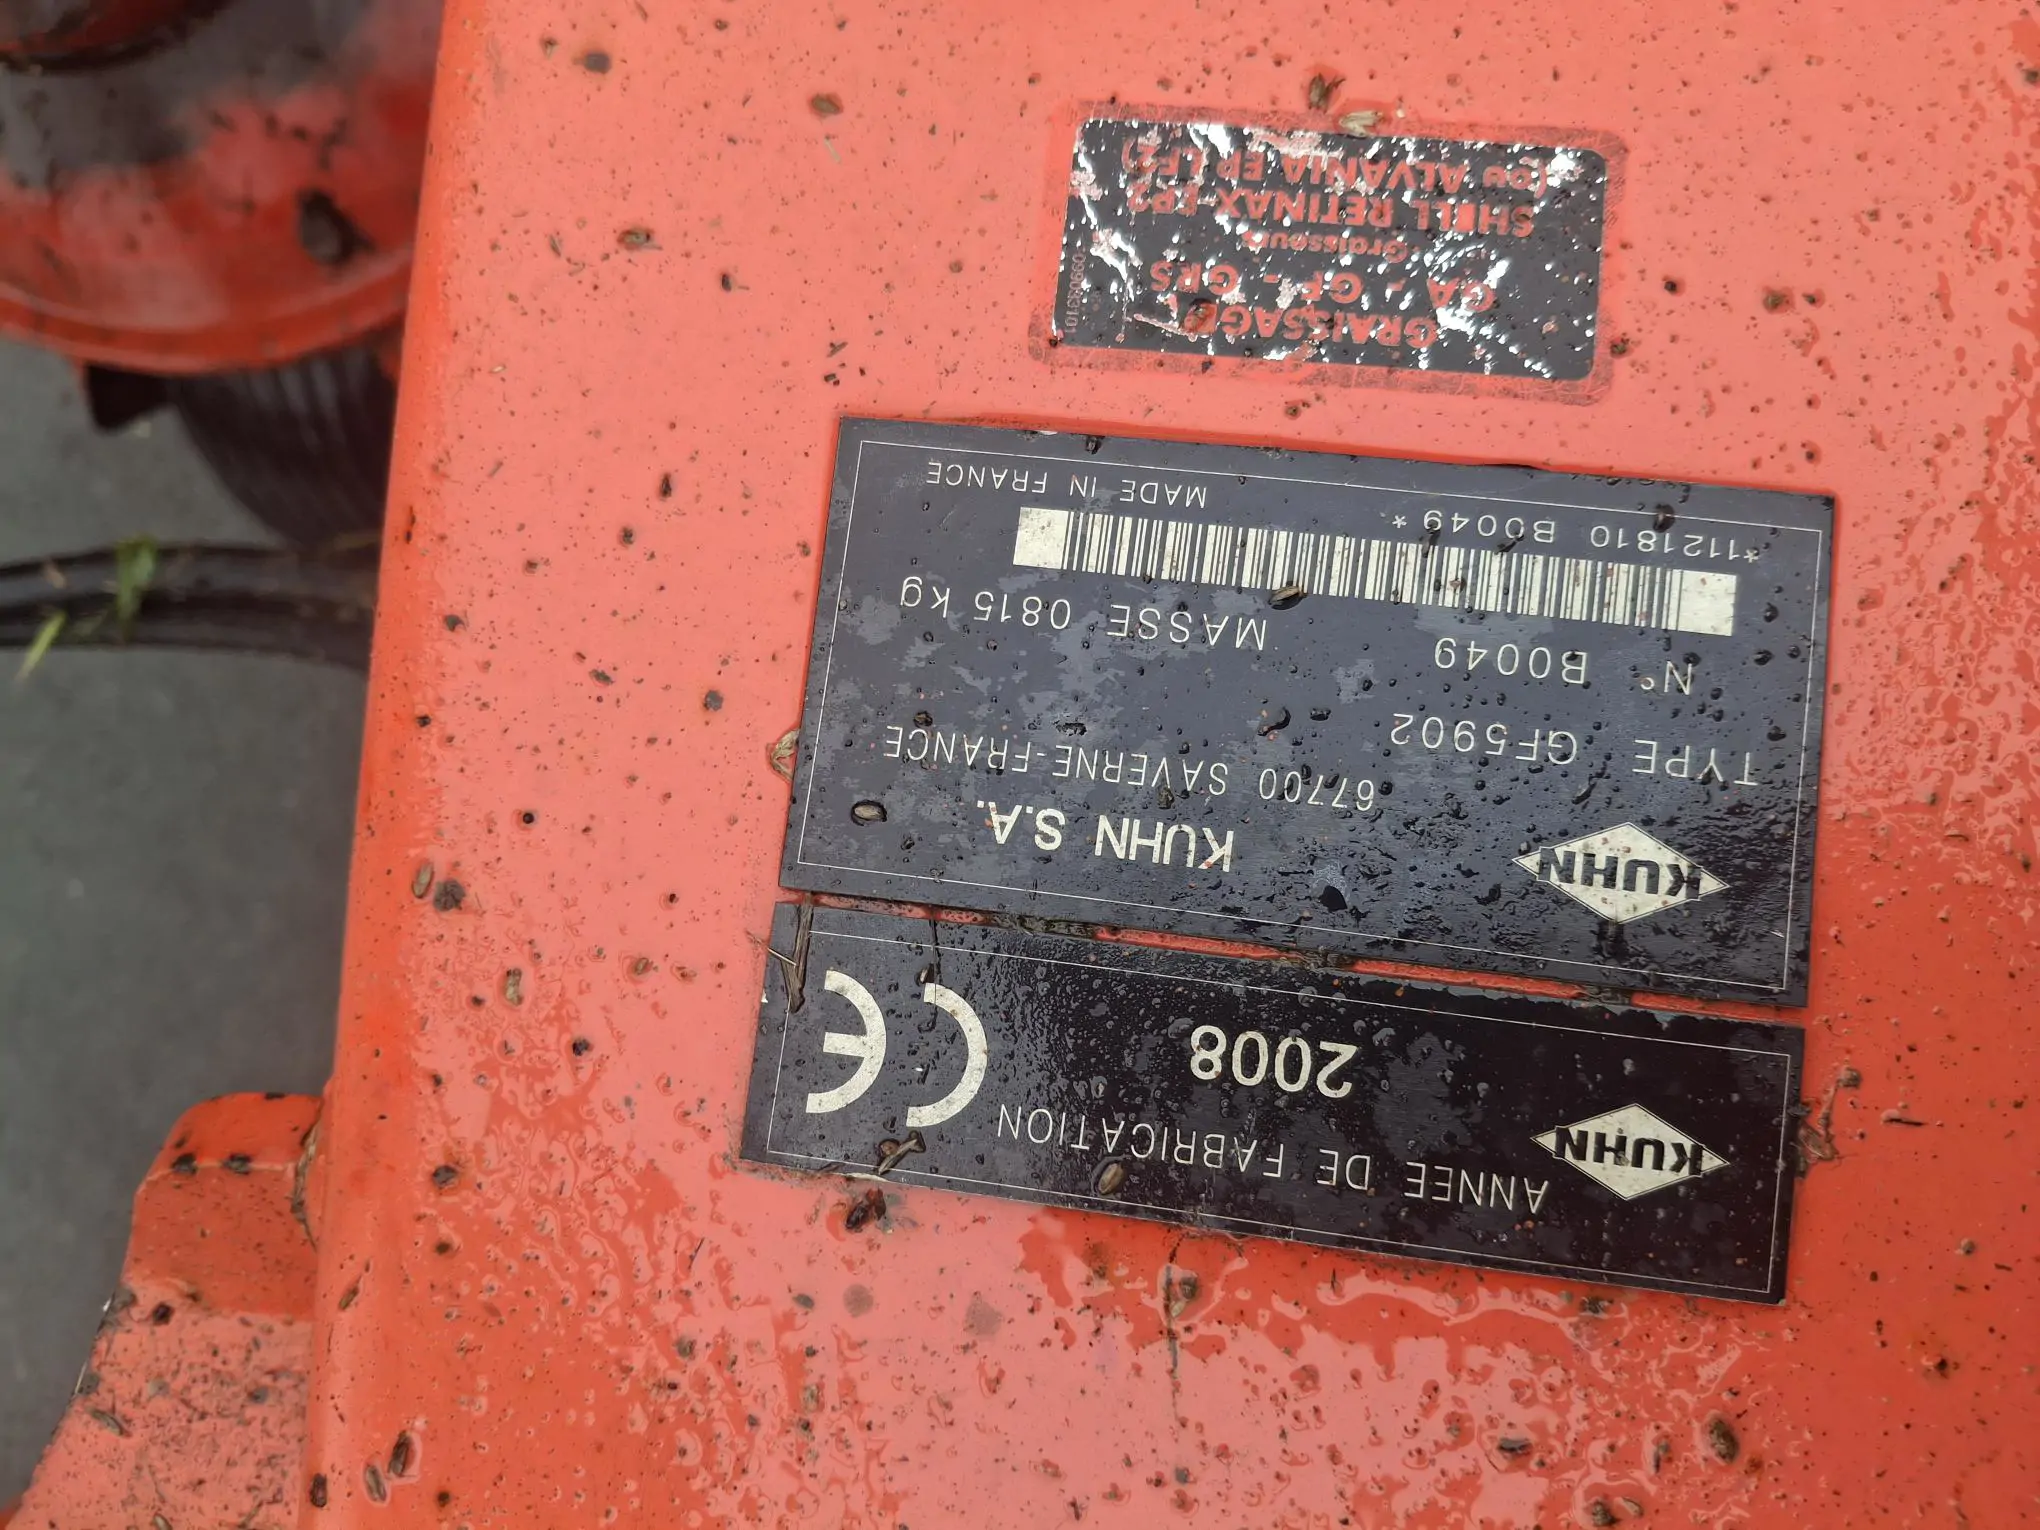 KUHN
ANNEE DE FABRICATION
2008
CE
KUHN
KUHN S.A.
67700 SAVERNE-FRANCE
TYPE GF5902
N° B0049 MASSE 0815 kg
*1121810 B0049*
MADE IN FRANCE
GRAISSAGE
GA - GF - GRS
Graisseurs
SHELL RETINAX EP2
(ou ALVANIA EP LF2)